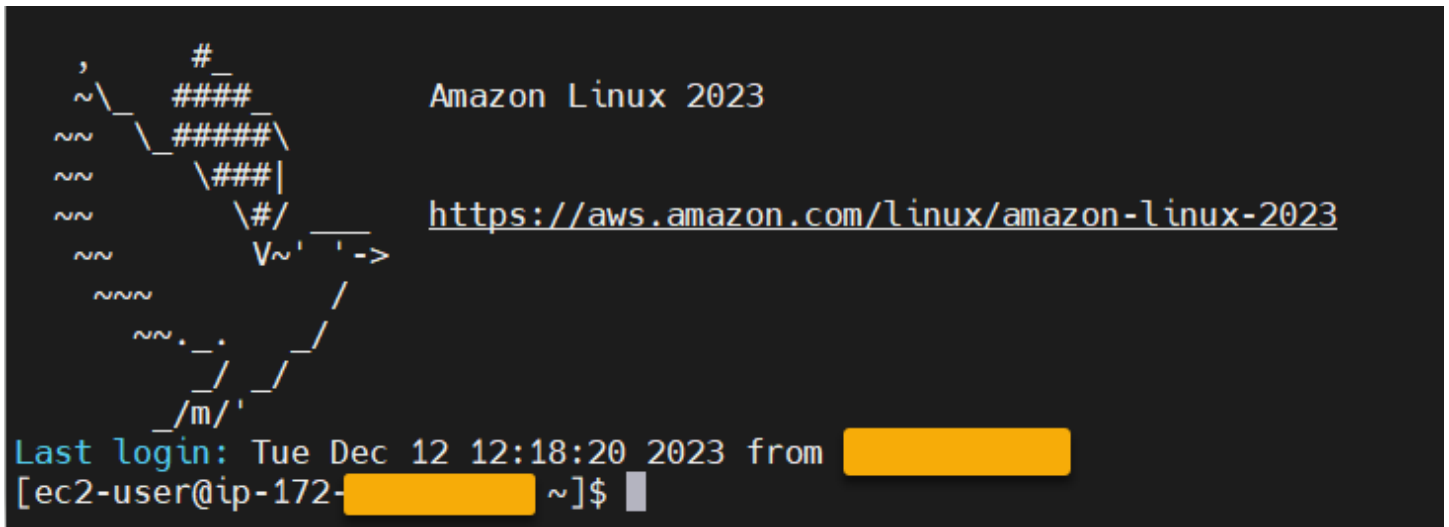 ,     #_
   ~\_  ####_        Amazon Linux 2023
  ~~  \_#####\
  ~~     \###|
  ~~       \#/ ___   https://aws.amazon.com/linux/amazon-linux-2023
   ~~       V~' '->
    ~~~         /
      ~~._.   _/
         _/ _/
       _/m/'
Last login: Tue Dec 12 12:18:20 2023 from
[ec2-user@ip-172- ~]$